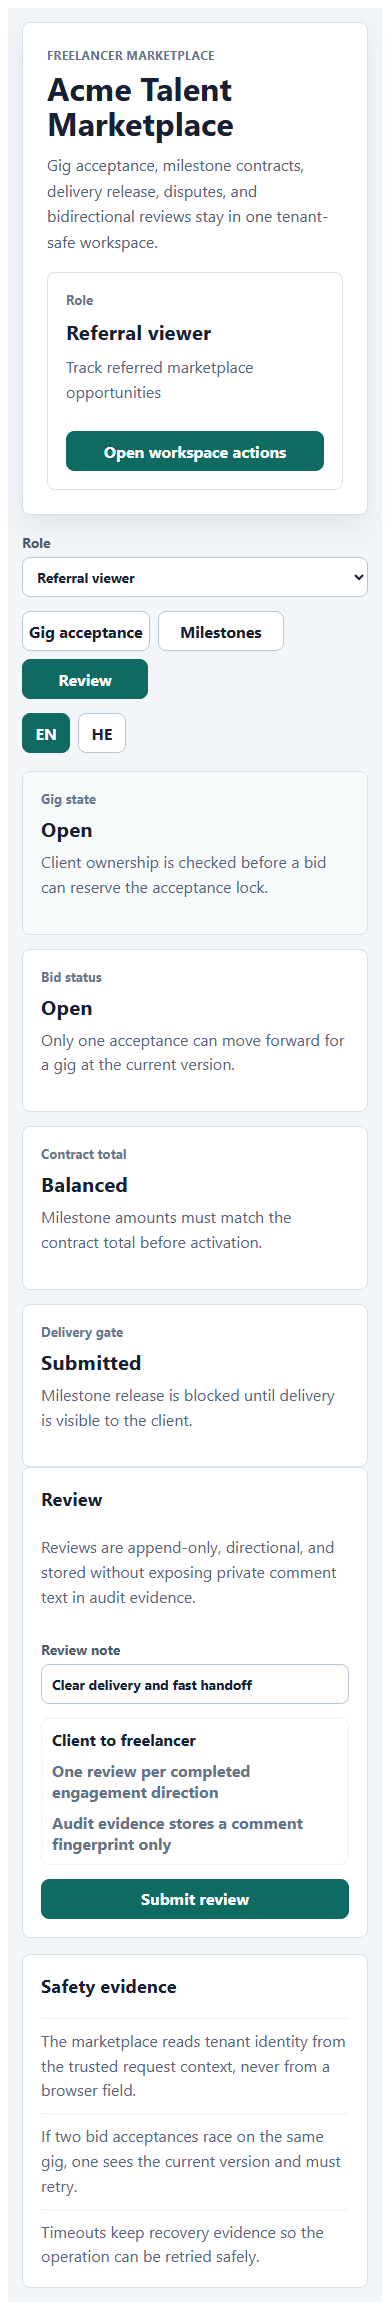 FREELANCER MARKETPLACE
Acme Talent
Marketplace
Gig acceptance, milestone contracts,
delivery release, disputes, and
bidirectional reviews stay in one tenant-
safe workspace.
Role
Referral viewer
Track referred marketplace
opportunities
Open workspace actions
Role
Referral viewer
Gig acceptance
Milestones
Review
EN
HE
Gig state
Open
Client ownership is checked before a bid
can reserve the acceptance lock.
Bid status
Open
Only one acceptance can move forward for
a gig at the current version.
Contract total
Balanced
Milestone amounts must match the
contract total before activation.
Delivery gate
Submitted
Milestone release is blocked until delivery
is visible to the client.
Review
Reviews are append-only, directional, and
stored without exposing private comment
text in audit evidence.
Review note
Clear delivery and fast handoff
Client to freelancer
One review per completed
engagement direction
Audit evidence stores a comment
fingerprint only
Submit review
Safety evidence
The marketplace reads tenant identity from
the trusted request context, never from a
browser field.
If two bid acceptances race on the same
gig, one sees the current version and must
retry.
Timeouts keep recovery evidence so the
operation can be retried safely.